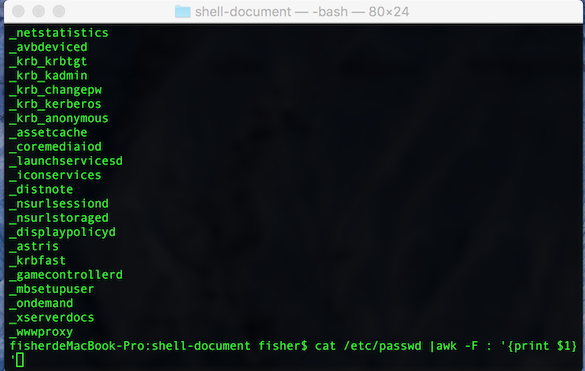 shell-document — -bash — 80×24
_netstatistics
_avbdeviced
_krb_krbtgt
_krb_kadmin
_krb_changepw
_krb_kerberos
_krb_anonymous
_assetcache
_coremediaiod
_launchservicesd
_iconservices
_distnote
_nsurlsessiond
_nsurlstoraged
_displaypolicyd
_astris
_krbfast
_gamecontrollerd
_mbsetupuser
_ondemand
_xserverdocs
_wwwproxy
fisherdeMacBook-Pro:shell-document fisher$ cat /etc/passwd |awk -F : '{print $1}
'